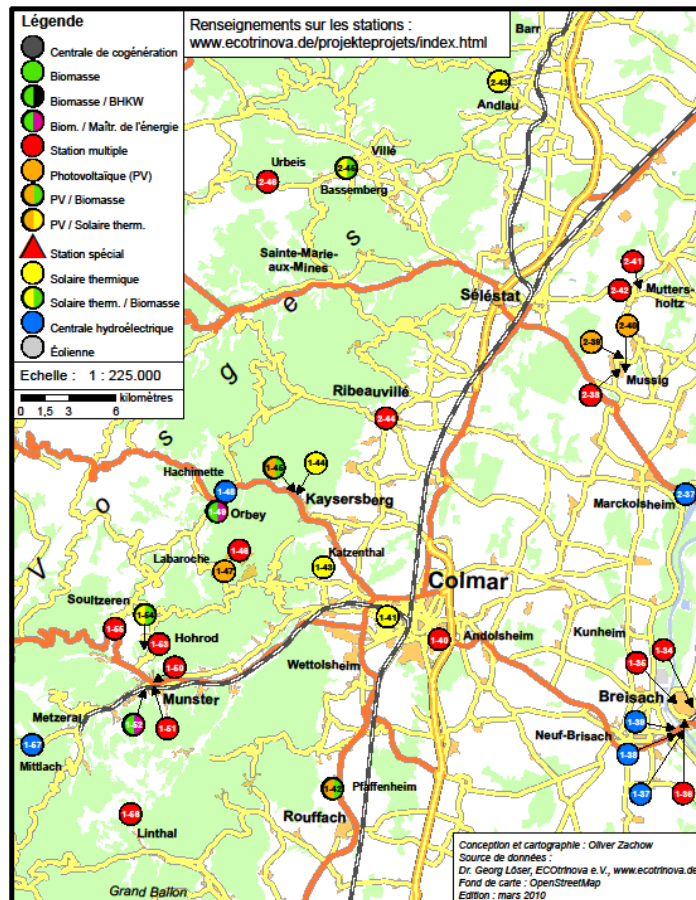 Légende
Centrale de cogénération
Biomasse
Biomasse / BHKW
Biom. / Maîtr. de l'énergie
Station multiple
Photovoltaïque (PV)
PV / Biomasse
PV / Solaire therm.
Station spécial
Solaire thermique
Solaire therm. / Biomasse
Centrale hydroélectrique
Éolienne
Echelle : 1 : 225.000
kilomètres
0 1,5 3 6
Renseignements sur les stations :
www.ecotrinova.de/projekteprojets/index.html
Barr
2-43
Andlau
Villé
Urbeis
2-45
2-46
Bassemberg
Sainte-Marie-
aux-Mines
V o s g e s
Séléstat
2-41
2-42
Mutters-
holtz
2-40
2-39
Mussig
2-38
Ribeauvillé
2-44
Hachimette
1-45
1-44
1-48
Kaysersberg
1-49
Orbey
2-37
Marckolsheim
Labaroche
1-46
1-47
Katzenthal
1-43
Colmar
Soultzeren
1-54
1-55
Hohrod
1-53
1-50
1-41
1-40
Andolsheim
Kunheim
1-34
1-35
Wettolsheim
Munster
Breisach
Metzeral
1-52
1-51
1-39
Neuf-Brisach
1-38
1-57
Mittlach
1-37
1-36
1-42
Pfaffenheim
Rouffach
1-56
Linthal
Grand Ballon
Conception et cartographie : Oliver Zachow
Source de données :
Dr. Georg Löser, ECOtrinova e.V., www.ecotrinova.de
Fond de carte : OpenStreetMap
Edition : mars 2010